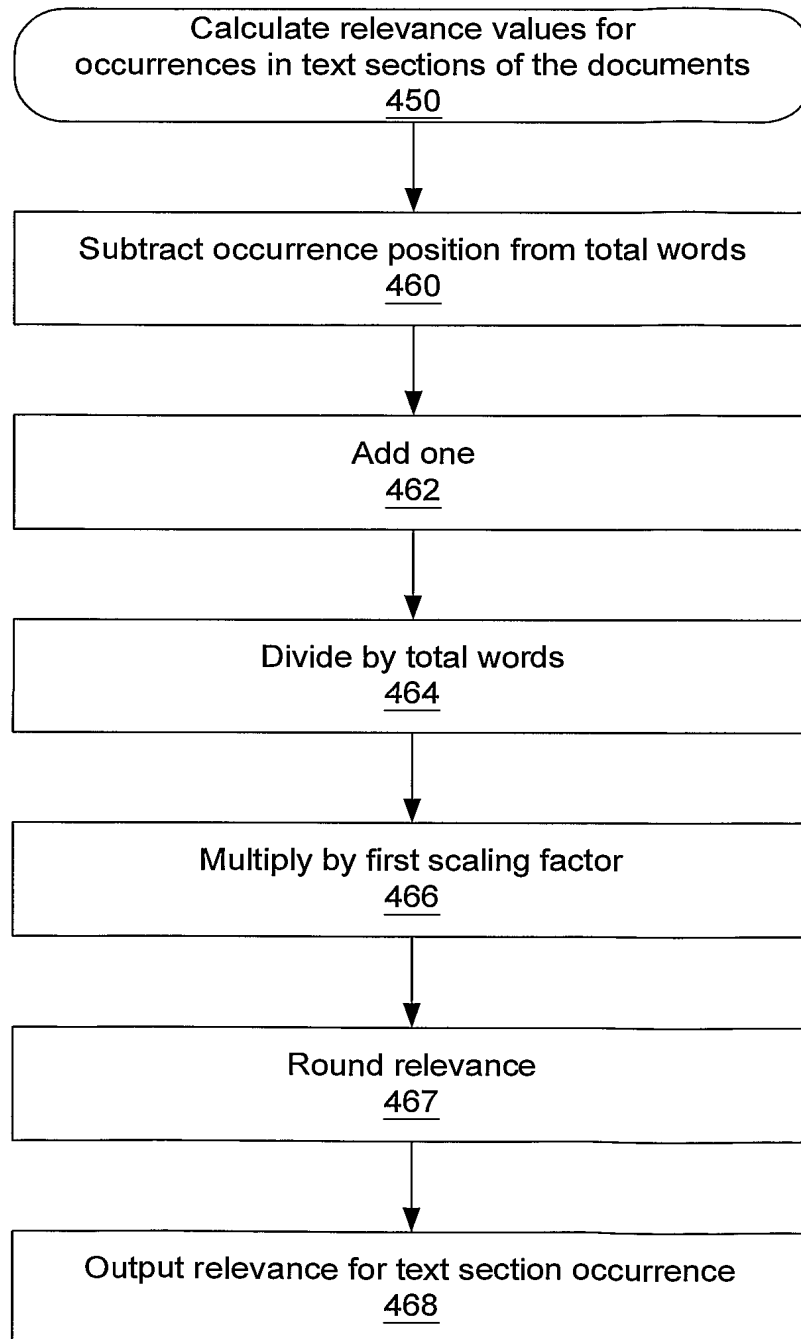 Calculate relevance values for
occurrences in text sections of the documents
450
Subtract occurrence position from total words
460
Add one
462
Divide by total words
464
Multiply by first scaling factor
466
Round relevance
467
Output relevance for text section occurrence
468